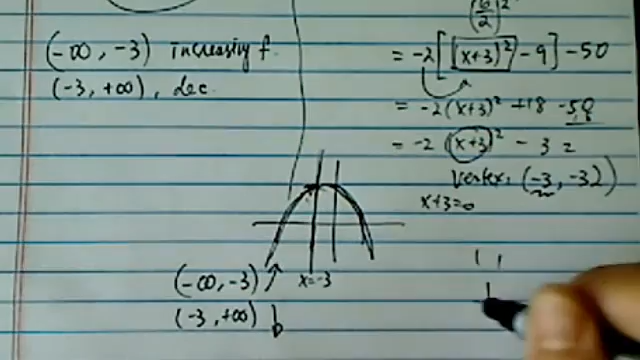 (-∞, -3) increasing f.
(-3, +∞), dec.
(6/2)²
= -2[(x+3)² - 9] - 50
= -2(x+3)² + 18 - 50
= -2(x+3)² - 32
Vertex: (-3, -32)
x+3=0
x=-3
(-∞, -3) ↗
(-3, +∞) ↓